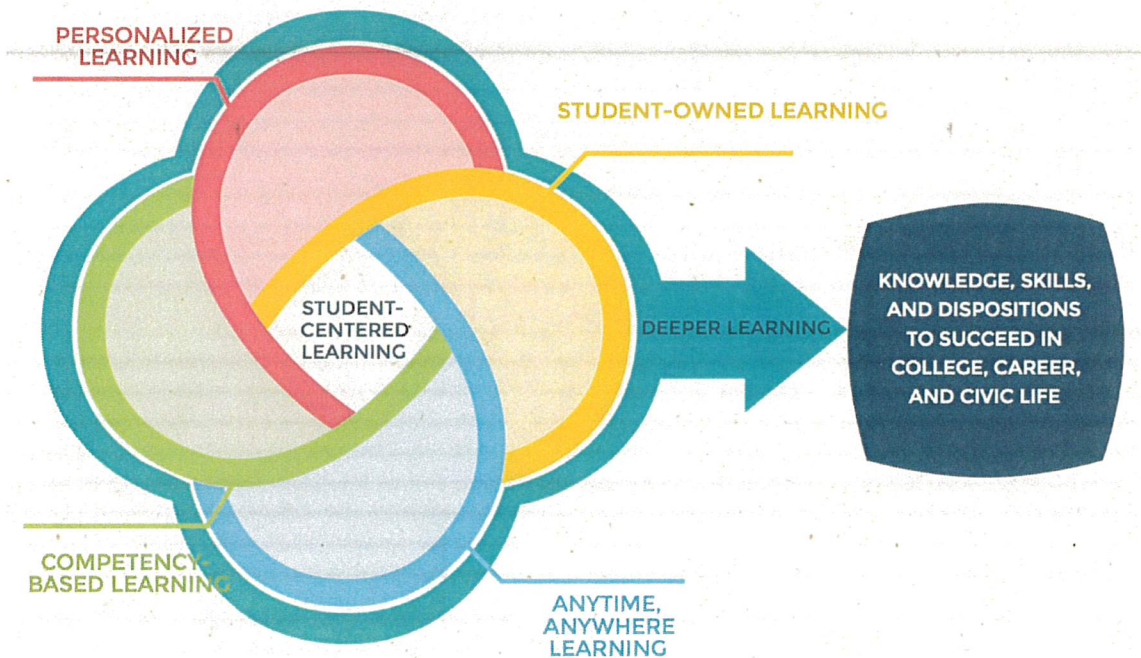 PERSONALIZED
LEARNING
STUDENT-OWNED LEARNING
STUDENT-
CENTERED
LEARNING
DEEPER LEARNING
KNOWLEDGE, SKILLS,
AND DISPOSITIONS
TO SUCCEED IN
COLLEGE, CAREER,
AND CIVIC LIFE
COMPETENCY-
BASED LEARNING
ANYTIME,
ANYWHERE
LEARNING